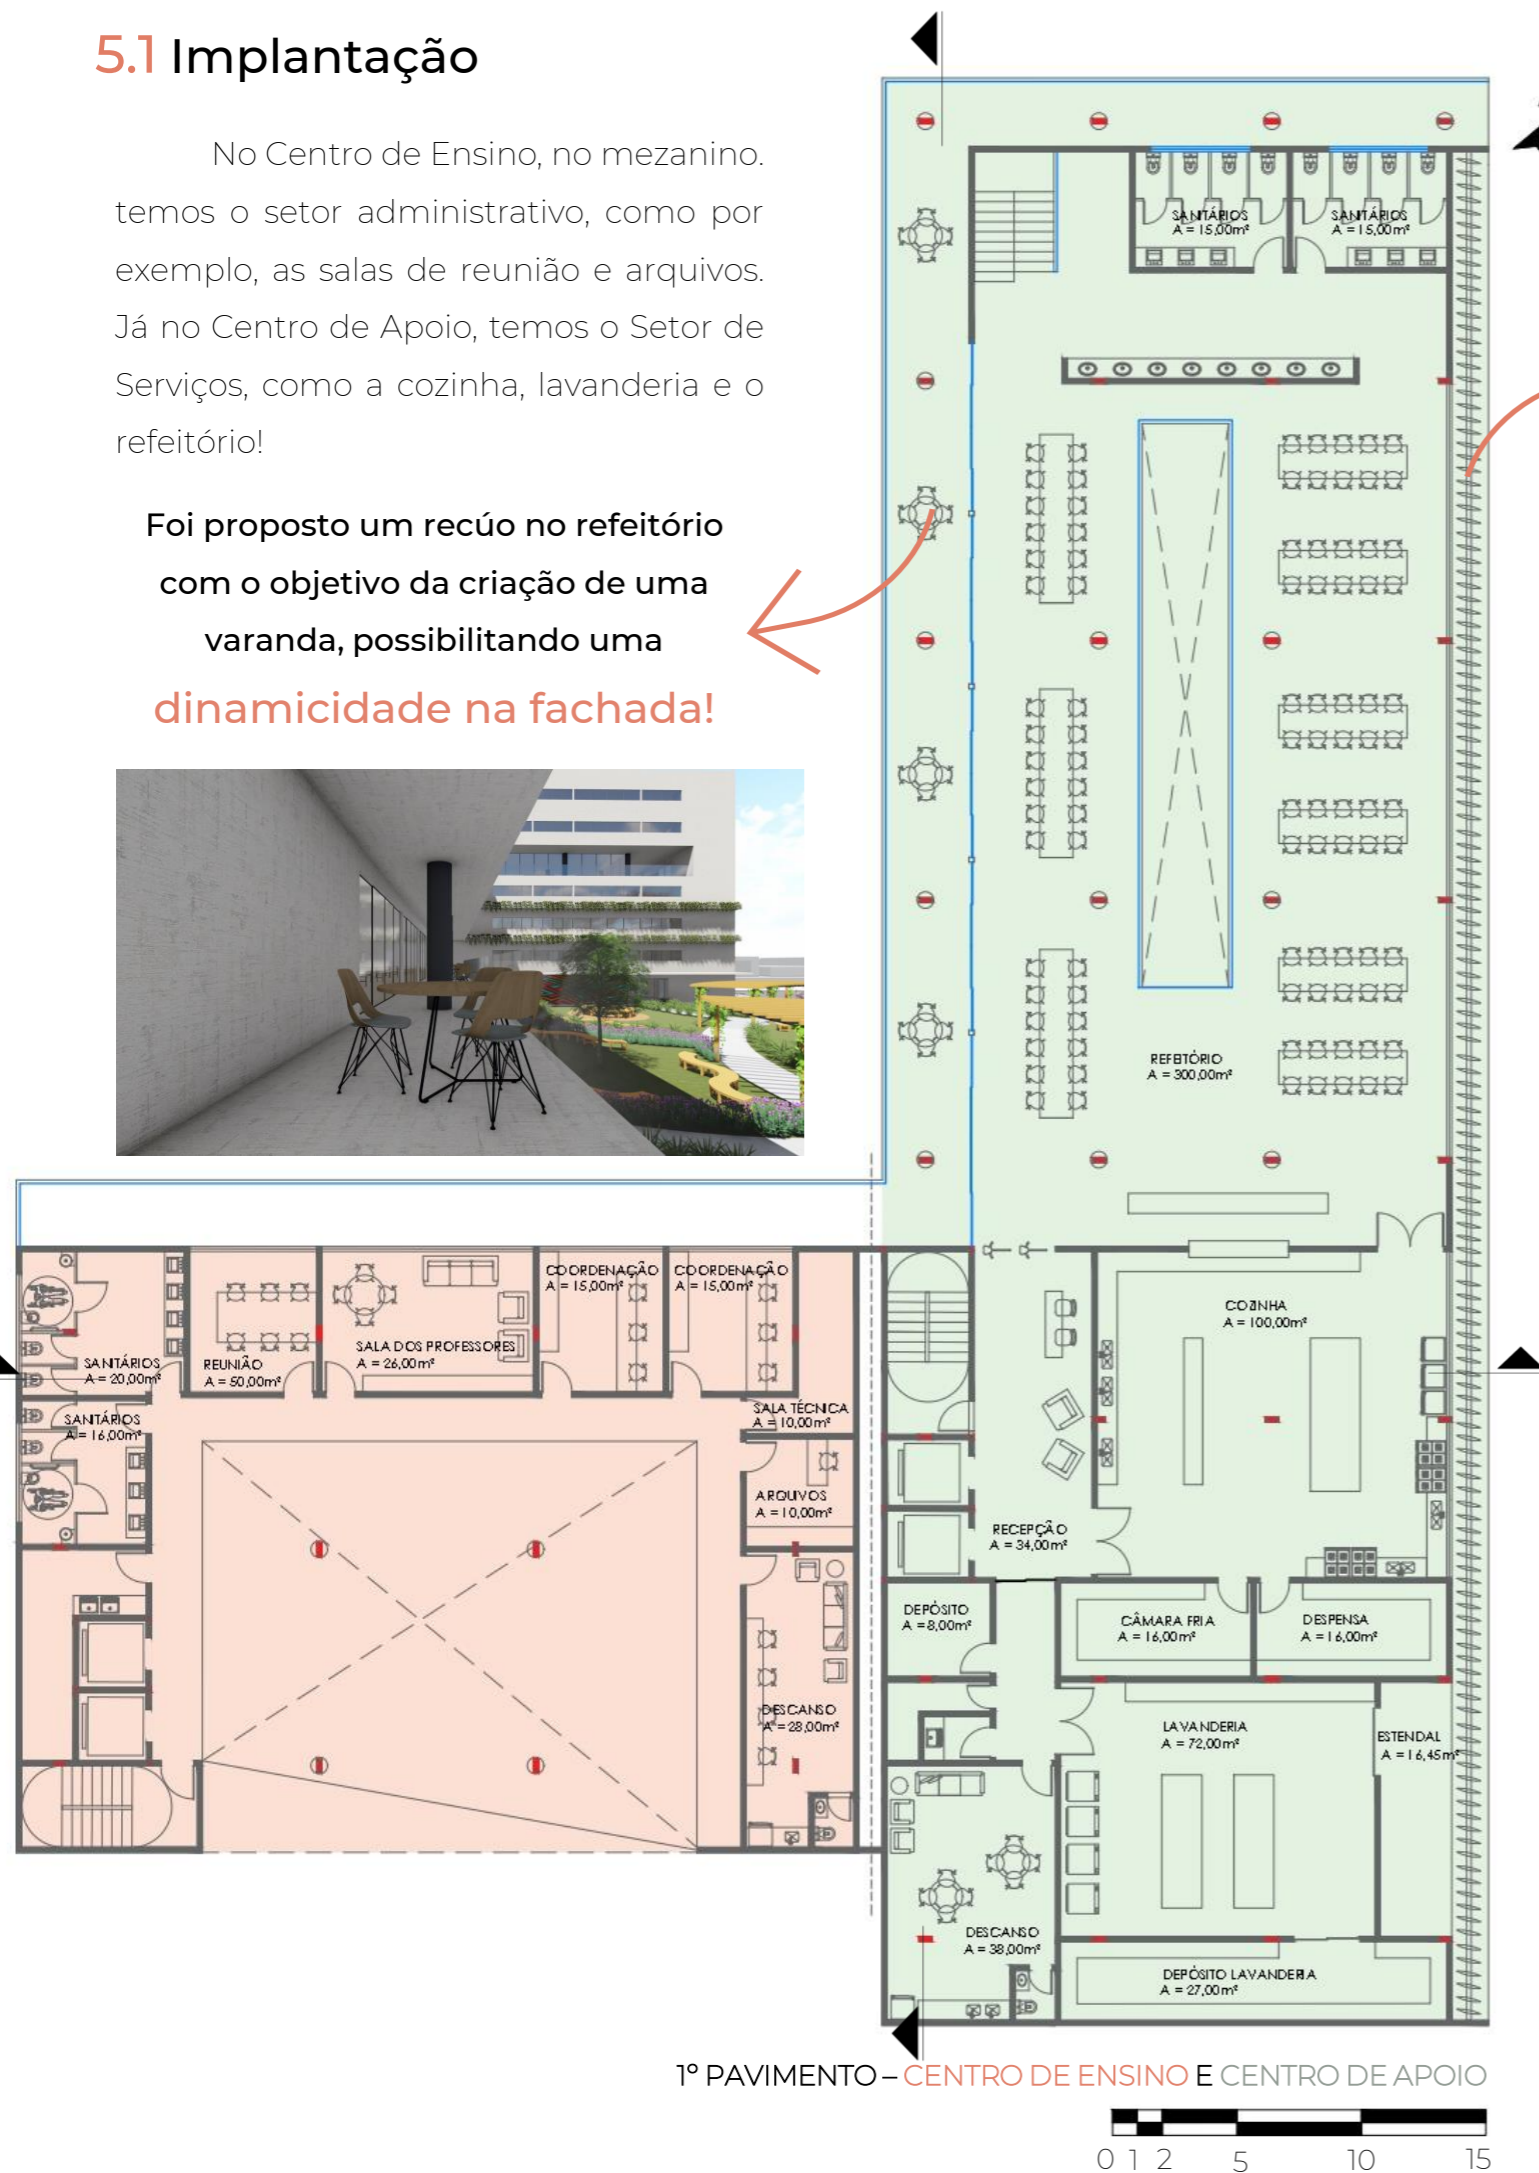 5.1 Implantação
No Centro de Ensino, no mezanino.
temos o setor administrativo, como por
exemplo, as salas de reunião e arquivos.
Já no Centro de Apoio, temos o Setor de
Serviços, como a cozinha, lavanderia e o
refeitório!
Foi proposto um recúo no refeitório
com o objetivo da criação de uma
varanda, possibilitando uma
dinamicidade na fachada!
SANITÁRIOS
A = 15,00m²
SANITÁRIOS
A = 15,00m²
REFEITÓRIO
A = 300,00m²
COORDENAÇÃO
A = 15,00m²
COORDENAÇÃO
A = 15,00m²
SALA DOS PROFESSORES
A = 26,00m²
REUNIÃO
A = 50,00m²
SANITÁRIOS
A = 20,00m²
SANITÁRIOS
A = 16,00m²
SALA TÉCNICA
A = 10,00m²
ARQUIVOS
A = 10,00m²
DESCANSO
A = 28,00m²
COZINHA
A = 100,00m²
RECEPÇÃO
A = 34,00m²
DEPÓSITO
A = 8,00m²
CÂMARA FRIA
A = 16,00m²
DESPENSA
A = 16,00m²
LAVANDERIA
A = 72,00m²
ESTENDAL
A = 16,45m²
DESCANSO
A = 38,00m²
DEPÓSITO LAVANDERIA
A = 27,00m²
1º PAVIMENTO – CENTRO DE ENSINO E CENTRO DE APOIO
0 1 2 5 10 15